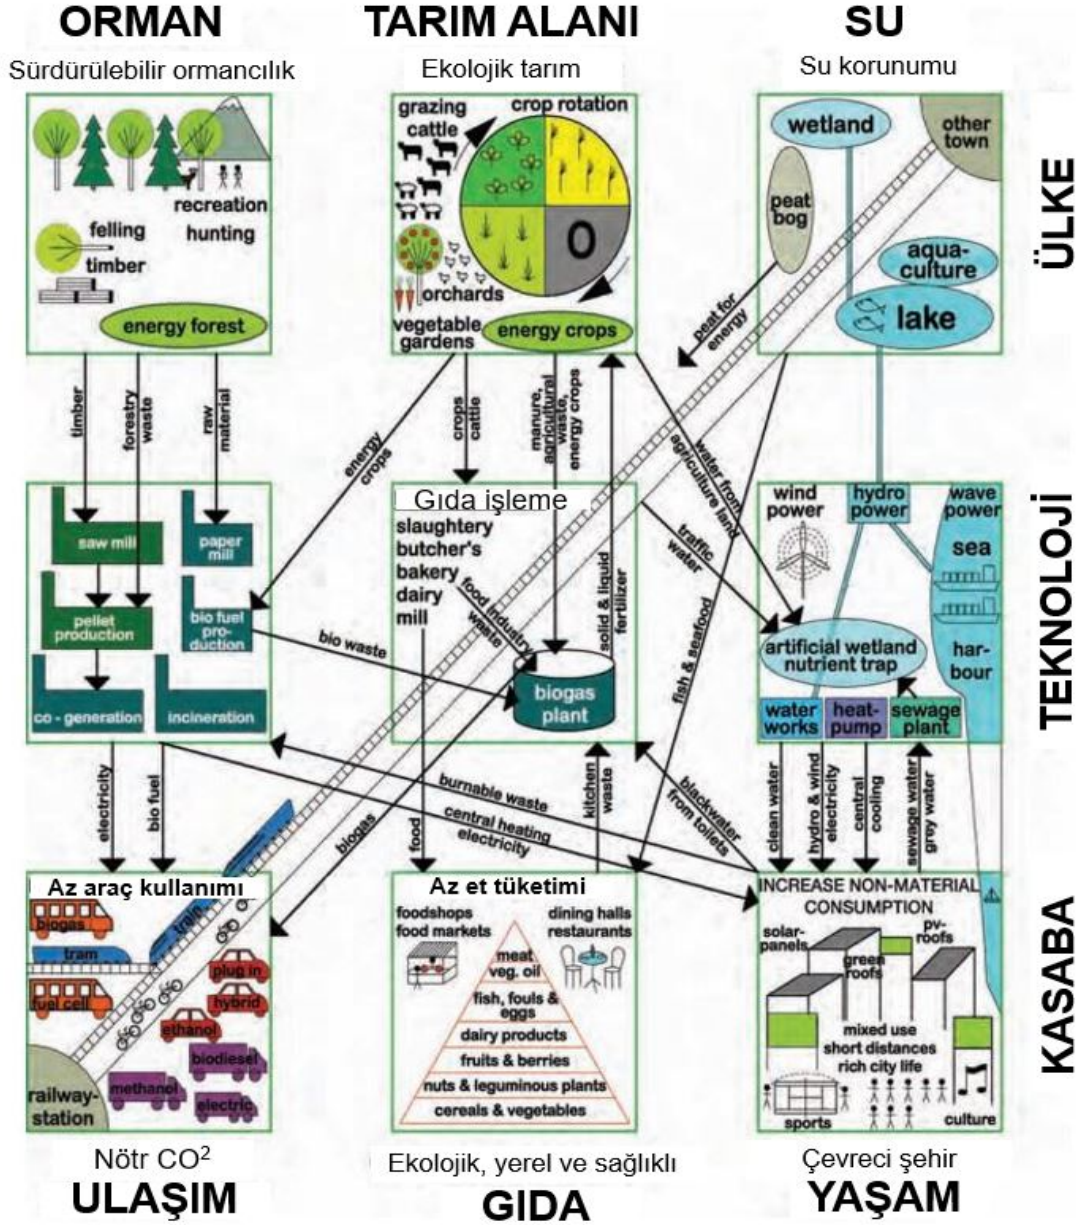 ORMAN
TARIM ALANI
SU
Sürdürülebilir ormancılık
Ekolojik tarım
Su korunumu
recreation
hunting
felling
timber
energy forest
grazing
cattle
crop rotation
0
orchards
vegetable
gardens
energy crops
wetland
other
town
peat
bog
aqua-
culture
lake
ÜLKE
timber
forestry
waste
raw
material
energy
crops
crops
cattle
manure,
agricultural
waste,
energy crops
solid & liquid
fertilizer
peat for
energy
water from
agriculture land
traffic
water
fish & seafood
saw mill
paper
mill
pellet
production
bio fuel
pro-
duction
co - generation
incineration
bio waste
Gıda işleme
slaughtery
butcher's
bakery
dairy
mill
food industry
waste
biogas
plant
wind
power
hydro
power
wave
power
sea
har-
bour
artificial wetland
nutrient trap
water
works
heat-
pump
sewage
plant
TEKNOLOJİ
electricity
bio fuel
burnable waste
central heating
electricity
biogas
food
kitchen
waste
blackwater
from toilets
clean water
hydro & wind
electricity
central
cooling
sewage water
grey water
Az araç kullanımı
biogas
tram
train
fuel cell
plug in
hybrid
ethanol
biodiesel
methanol
electric
railway-
station
Az et tüketimi
foodshops
food markets
dining halls
restaurants
meat
veg. oil
fish, fouls &
eggs
dairy products
fruits & berries
nuts & leguminous plants
cereals & vegetables
INCREASE NON-MATERIAL
CONSUMPTION
solar-
panels
pv-
roofs
green
roofs
mixed use
short distances
rich city life
sports
culture
KASABA
Nötr CO²
Ekolojik, yerel ve sağlıklı
Çevreci şehir
ULAŞIM
GIDA
YAŞAM